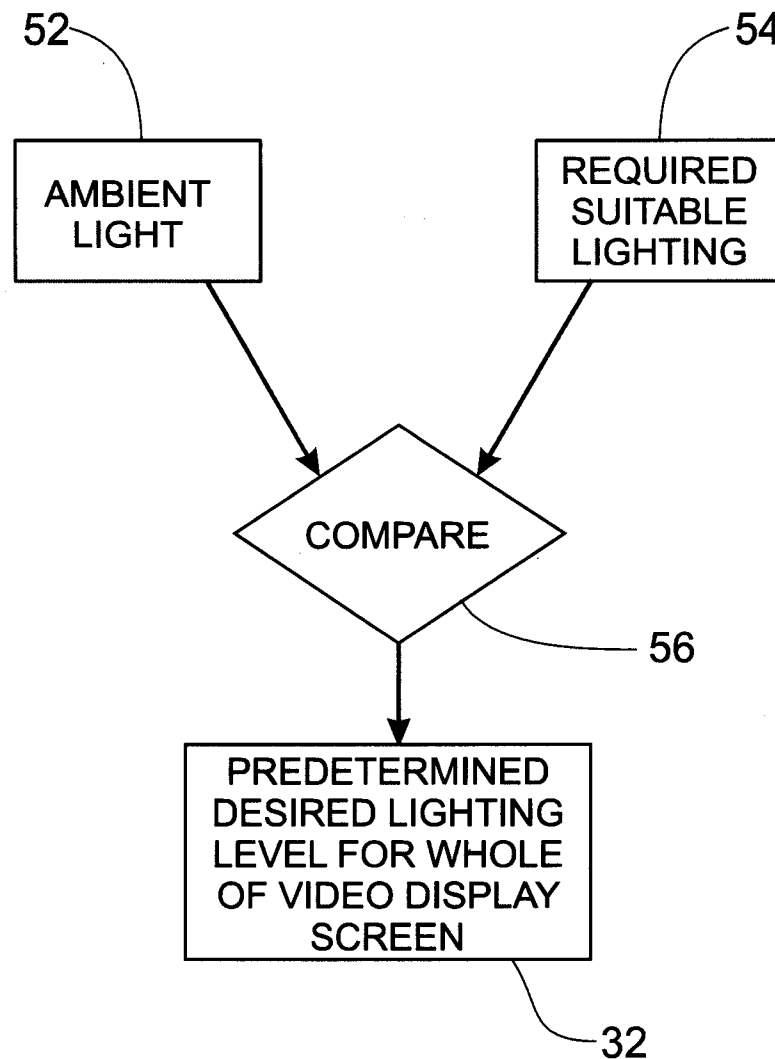 52
54
AMBIENT
LIGHT
REQUIRED
SUITABLE
LIGHTING
COMPARE
56
PREDETERMINED
DESIRED LIGHTING
LEVEL FOR WHOLE
OF VIDEO DISPLAY
SCREEN
32